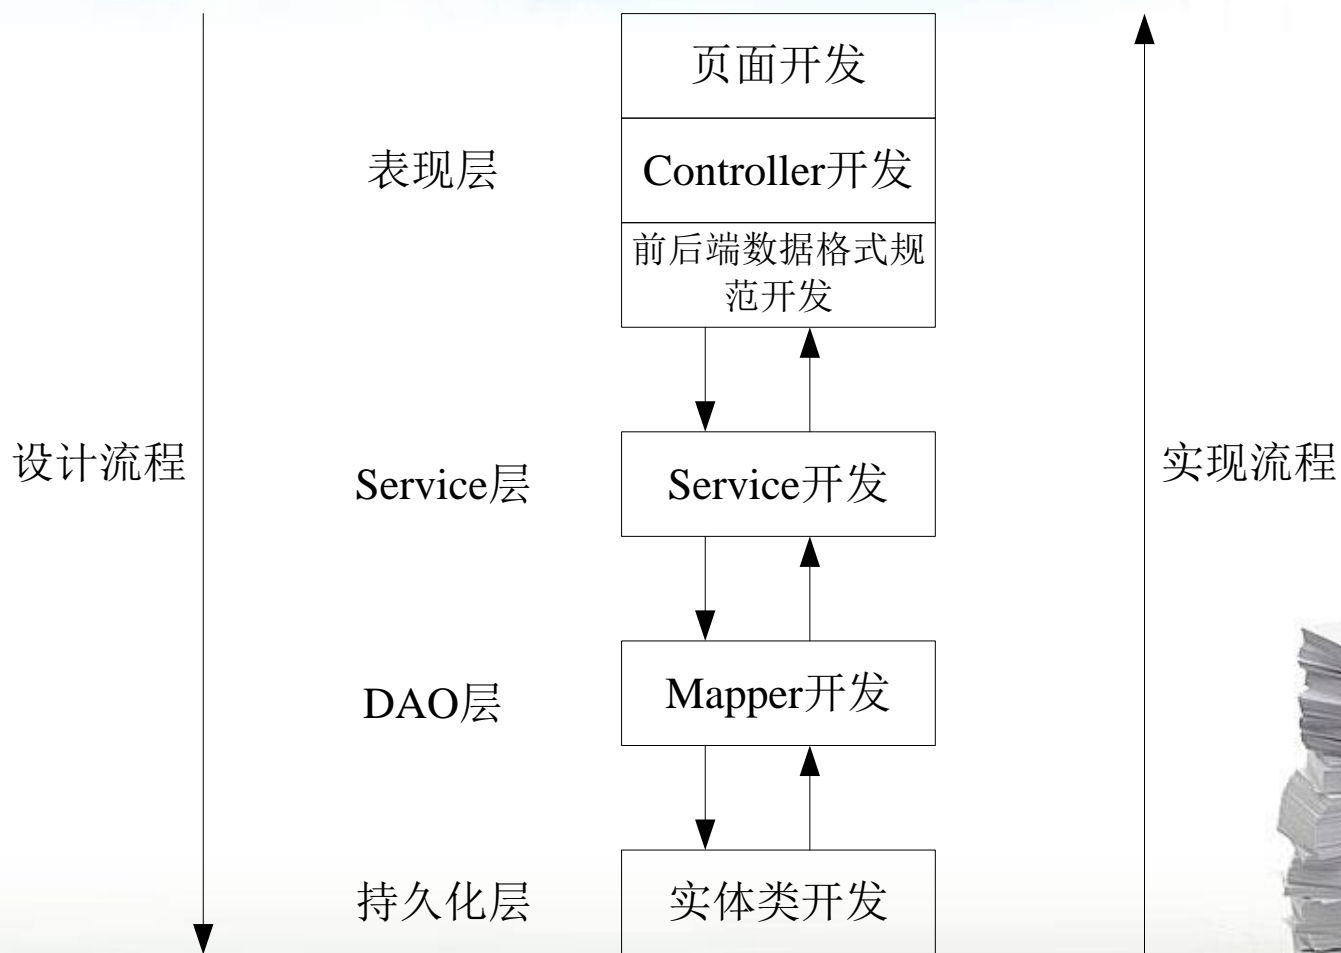 页面开发
表现层
Controller开发
前后端数据格式规
范开发
设计流程
Service层
Service开发
实现流程
DAO层
Mapper开发
持久化层
实体类开发